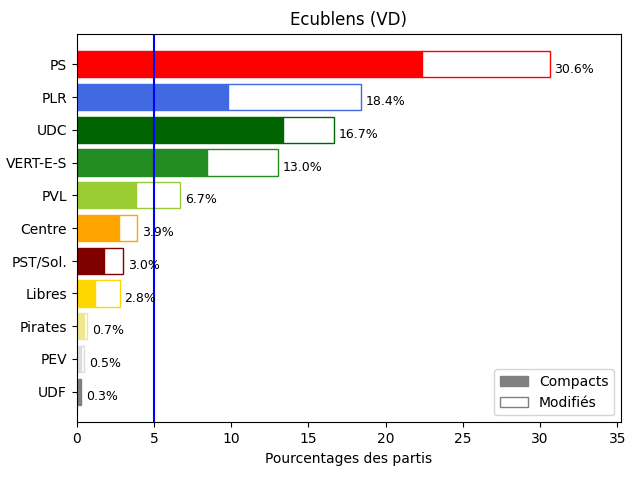 Ecublens (VD)
PS 30.6%
PLR 18.4%
UDC 16.7%
VERT-E-S 13.0%
PVL 6.7%
Centre 3.9%
PST/Sol. 3.0%
Libres 2.8%
Pirates 0.7%
PEV 0.5%
UDF 0.3%
Compacts
Modifiés
0 5 10 15 20 25 30 35
Pourcentages des partis